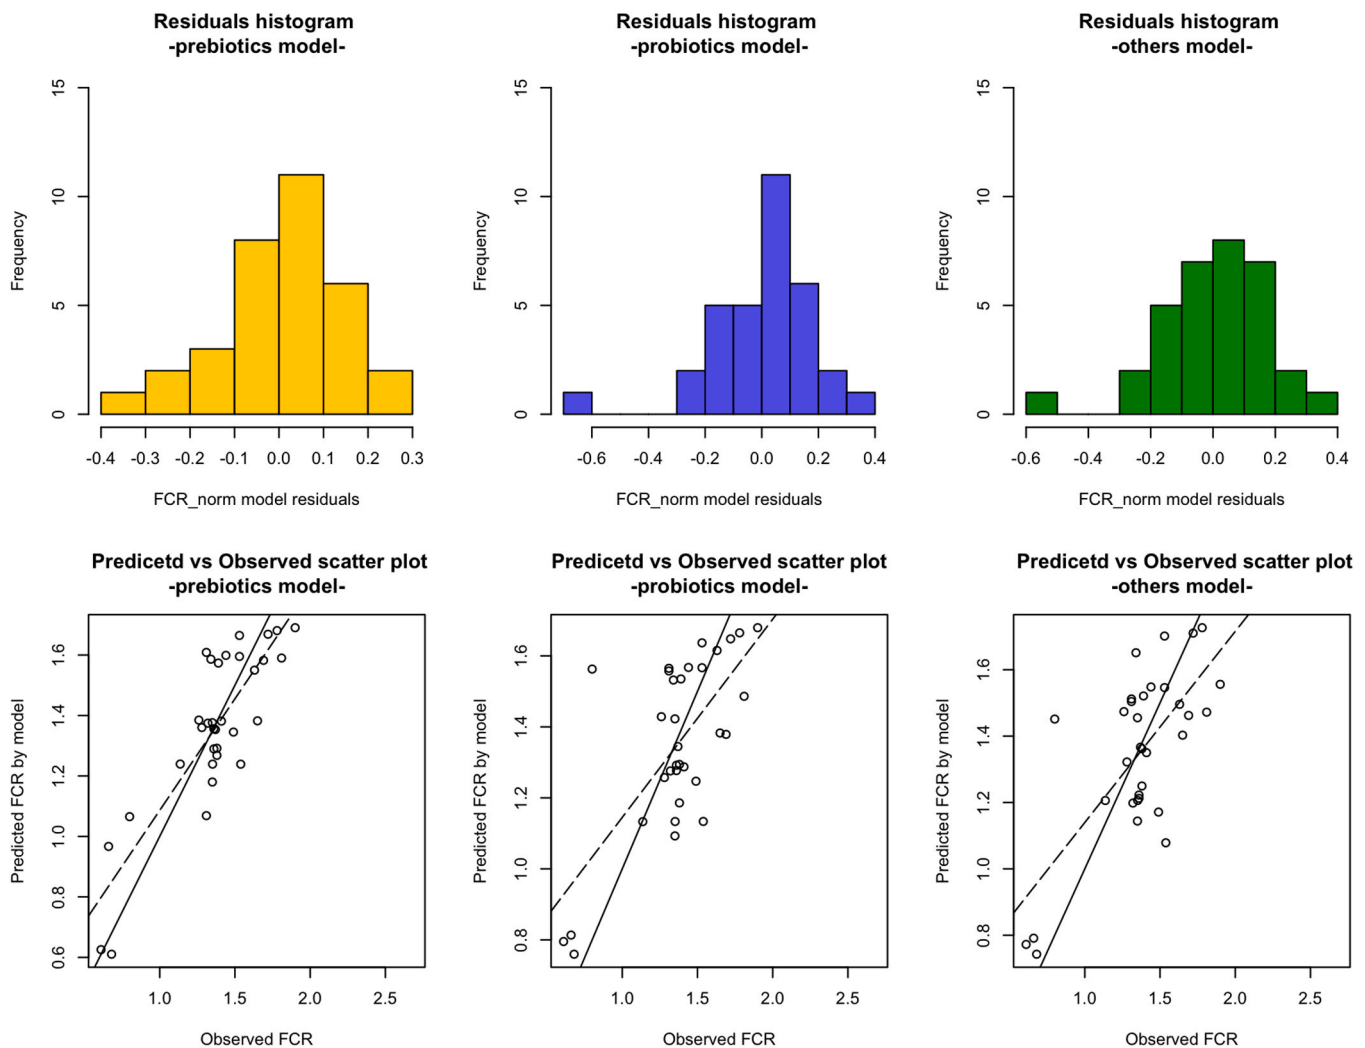 Residuals histogram
-prebiotics model-
Frequency
0
5
10
15
-0.4 -0.3 -0.2 -0.1 0.0 0.1 0.2 0.3
FCR_norm model residuals
Residuals histogram
-probiotics model-
Frequency
0
5
10
15
-0.6 -0.2 0.0 0.2 0.4
FCR_norm model residuals
Residuals histogram
-others model-
Frequency
0
5
10
15
-0.6 -0.2 0.0 0.2 0.4
FCR_norm model residuals
Predicetd vs Observed scatter plot
-prebiotics model-
Predicted FCR by model
0.6 0.8 1.0 1.2 1.4 1.6
1.0 1.5 2.0 2.5
Observed FCR
Predicetd vs Observed scatter plot
-probiotics model-
Predicted FCR by model
0.8 1.0 1.2 1.4 1.6
1.0 1.5 2.0 2.5
Observed FCR
Predicetd vs Observed scatter plot
-others model-
Predicted FCR by model
0.8 1.0 1.2 1.4 1.6
1.0 1.5 2.0 2.5
Observed FCR